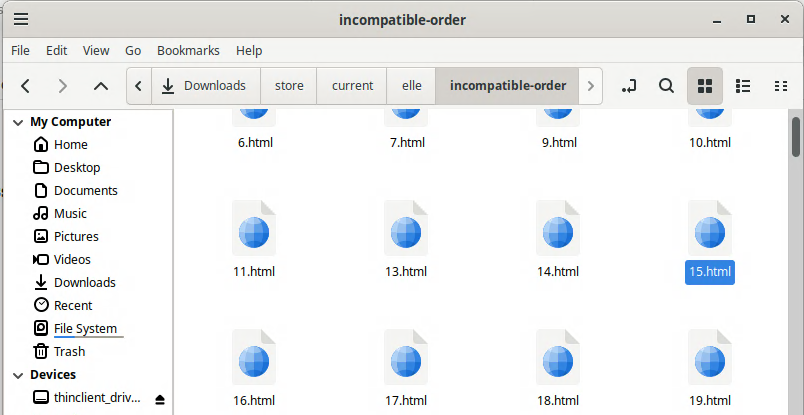 incompatible-order
File Edit View Go Bookmarks Help
Downloads store current elle incompatible-order
My Computer
Home
Desktop
Documents
Music
Pictures
Videos
Downloads
Recent
File System
Trash
Devices
thinclient_driv...
6.html 7.html 9.html 10.html
11.html 13.html 14.html 15.html
16.html 17.html 18.html 19.html